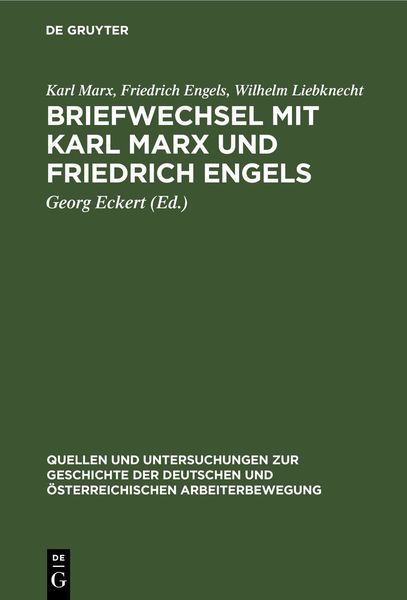 DE GRUYTER
Karl Marx, Friedrich Engels, Wilhelm Liebknecht
BRIEFWECHSEL MIT
KARL MARX UND
FRIEDRICH ENGELS
Georg Eckert (Ed.)
QUELLEN UND UNTERSUCHUNGEN ZUR
GESCHICHTE DER DEUTSCHEN UND
ÖSTERREICHISCHEN ARBEITERBEWEGUNG
DE
G